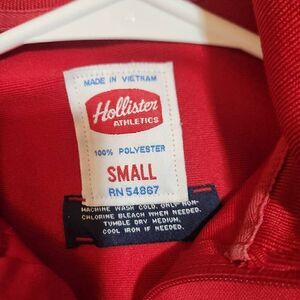 MADE IN VIETNAM
Hollister
ATHLETICS
100% POLYESTER
SMALL
RN 54867
MACHINE WASH COLD. ONLY NON-
CHLORINE BLEACH WHEN NEEDED.
TUMBLE DRY MEDIUM.
COOL IRON IF NEEDED.